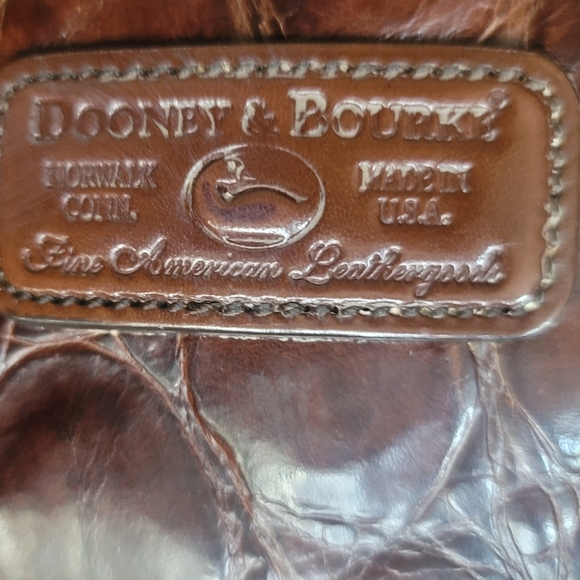 DOONEY & BOURKE®
NORWALK CONN.
MADE IN U.S.A.
Fine American Leathergoods